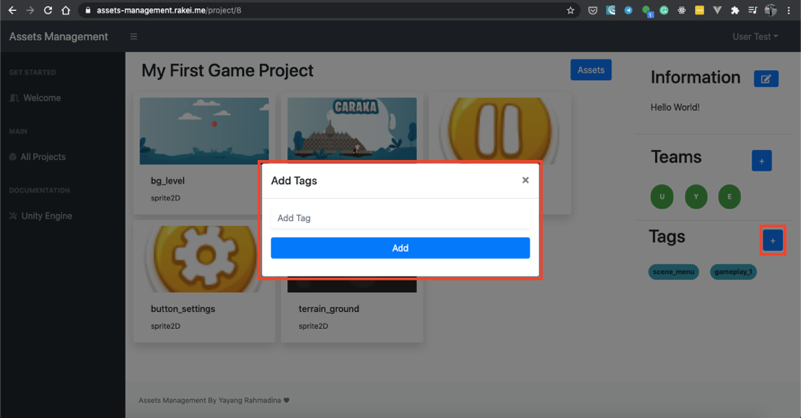 assets-management.rakei.me/project/8
Assets Management
User Test
GET STARTED
Welcome
MAIN
All Projects
DOCUMENTATION
Unity Engine
My First Game Project
Assets
CARAKA
bg_level
sprite2D
button_settings
sprite2D
terrain_ground
sprite2D
Add Tags
×
Add Tag
Add
Information
Hello World!
Teams
+
U
Y
E
Tags
+
scene_menu
gameplay_1
Assets Management By Yayang Rahmadina